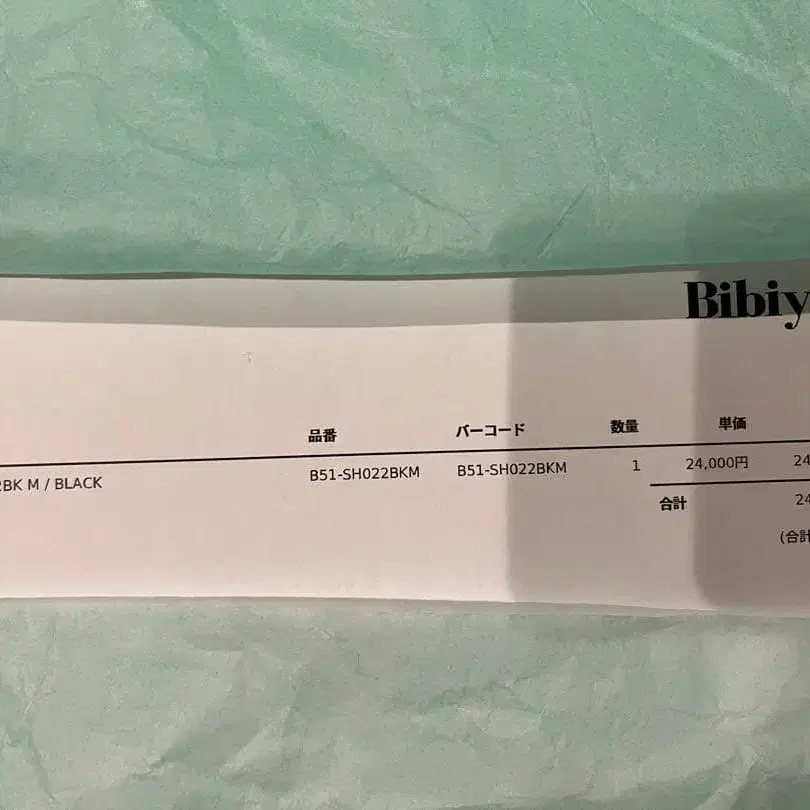 Bibiy
品番 バーコード 数量 単価
2BK M / BLACK B51-SH022BKM B51-SH022BKM 1 24,000円 24
合計 24
(合計